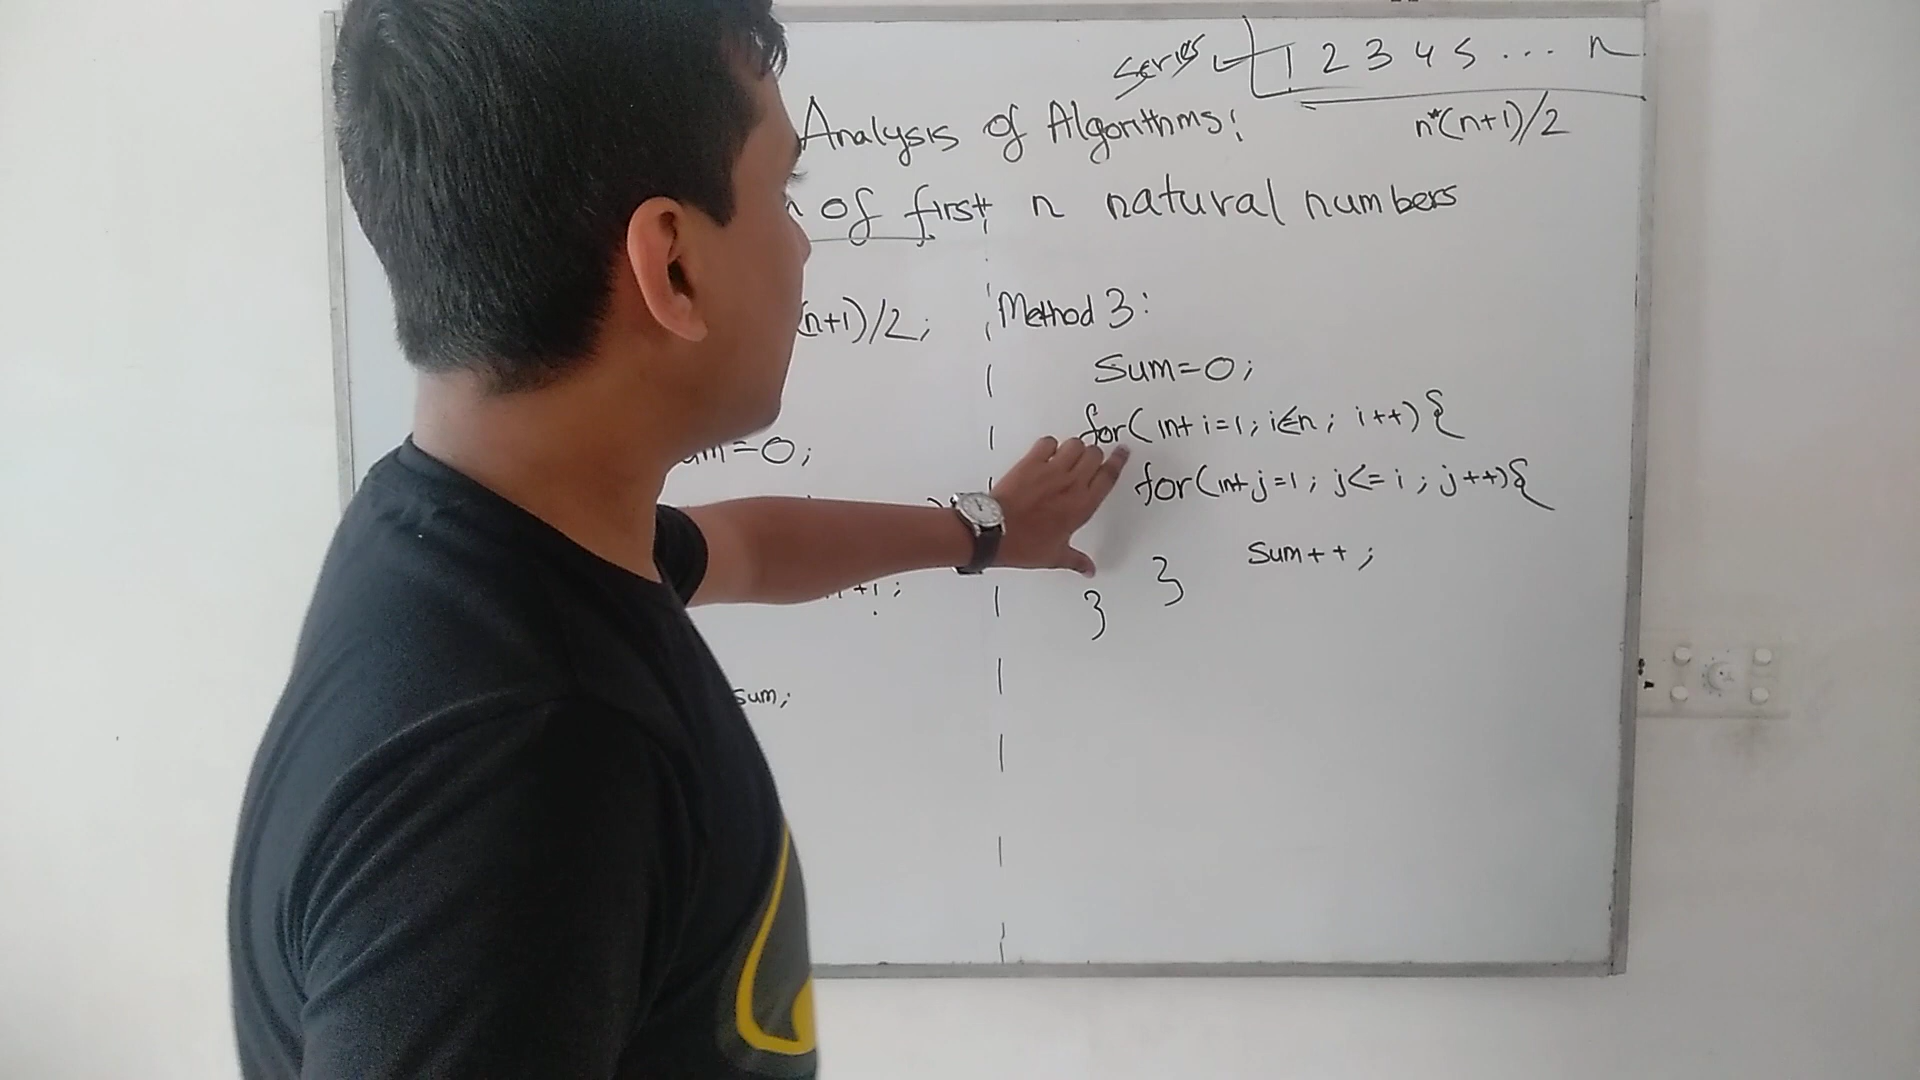 series 1 2 3 4 5 ... n
n*(n+1)/2
Analysis of Algorithms:
of first n natural numbers
(n+1)/2;
=0;
+i;
sum;
Method 3:
Sum=0;
for(int i=1; i<=n; i++){
for(int j=1; j<=i; j++){
Sum++;
}
}